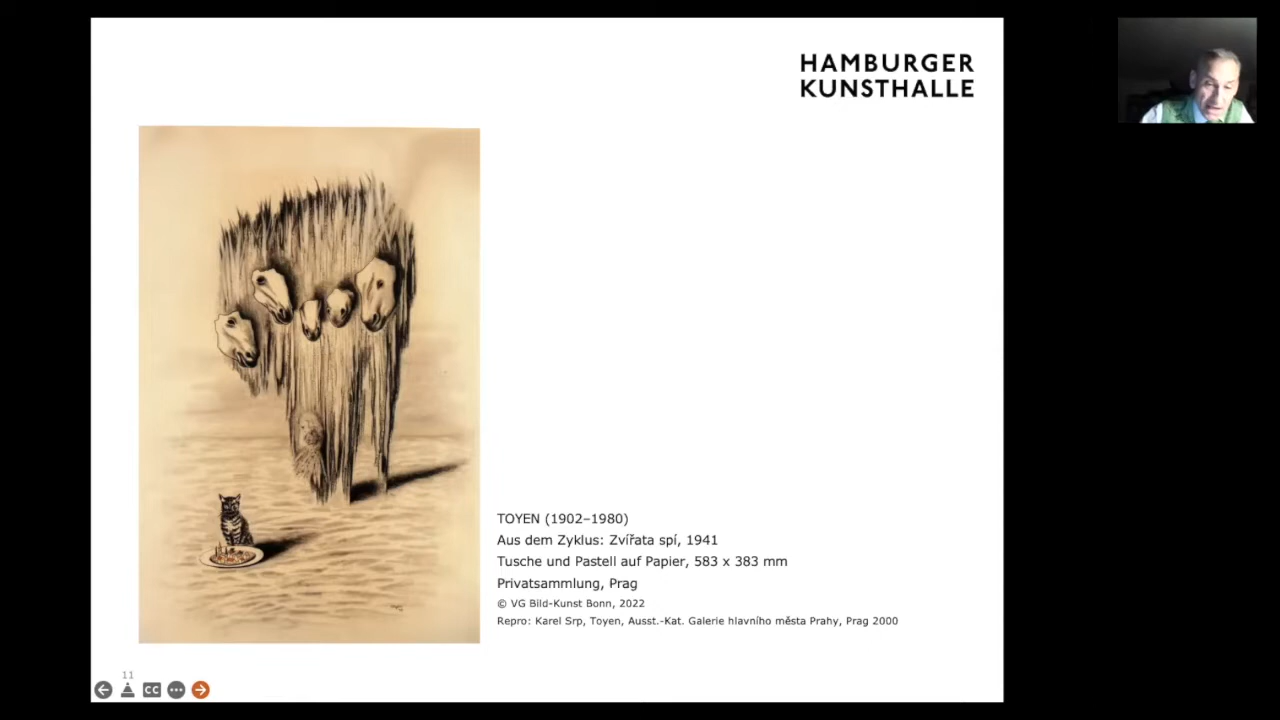 HAMBURGER
KUNSTHALLE
TOYEN (1902–1980)
Aus dem Zyklus: Zvířata spí, 1941
Tusche und Pastell auf Papier, 583 x 383 mm
Privatsammlung, Prag
© VG Bild-Kunst Bonn, 2022
Repro: Karel Srp, Toyen, Ausst.-Kat. Galerie hlavního města Prahy, Prag 2000
11
CC